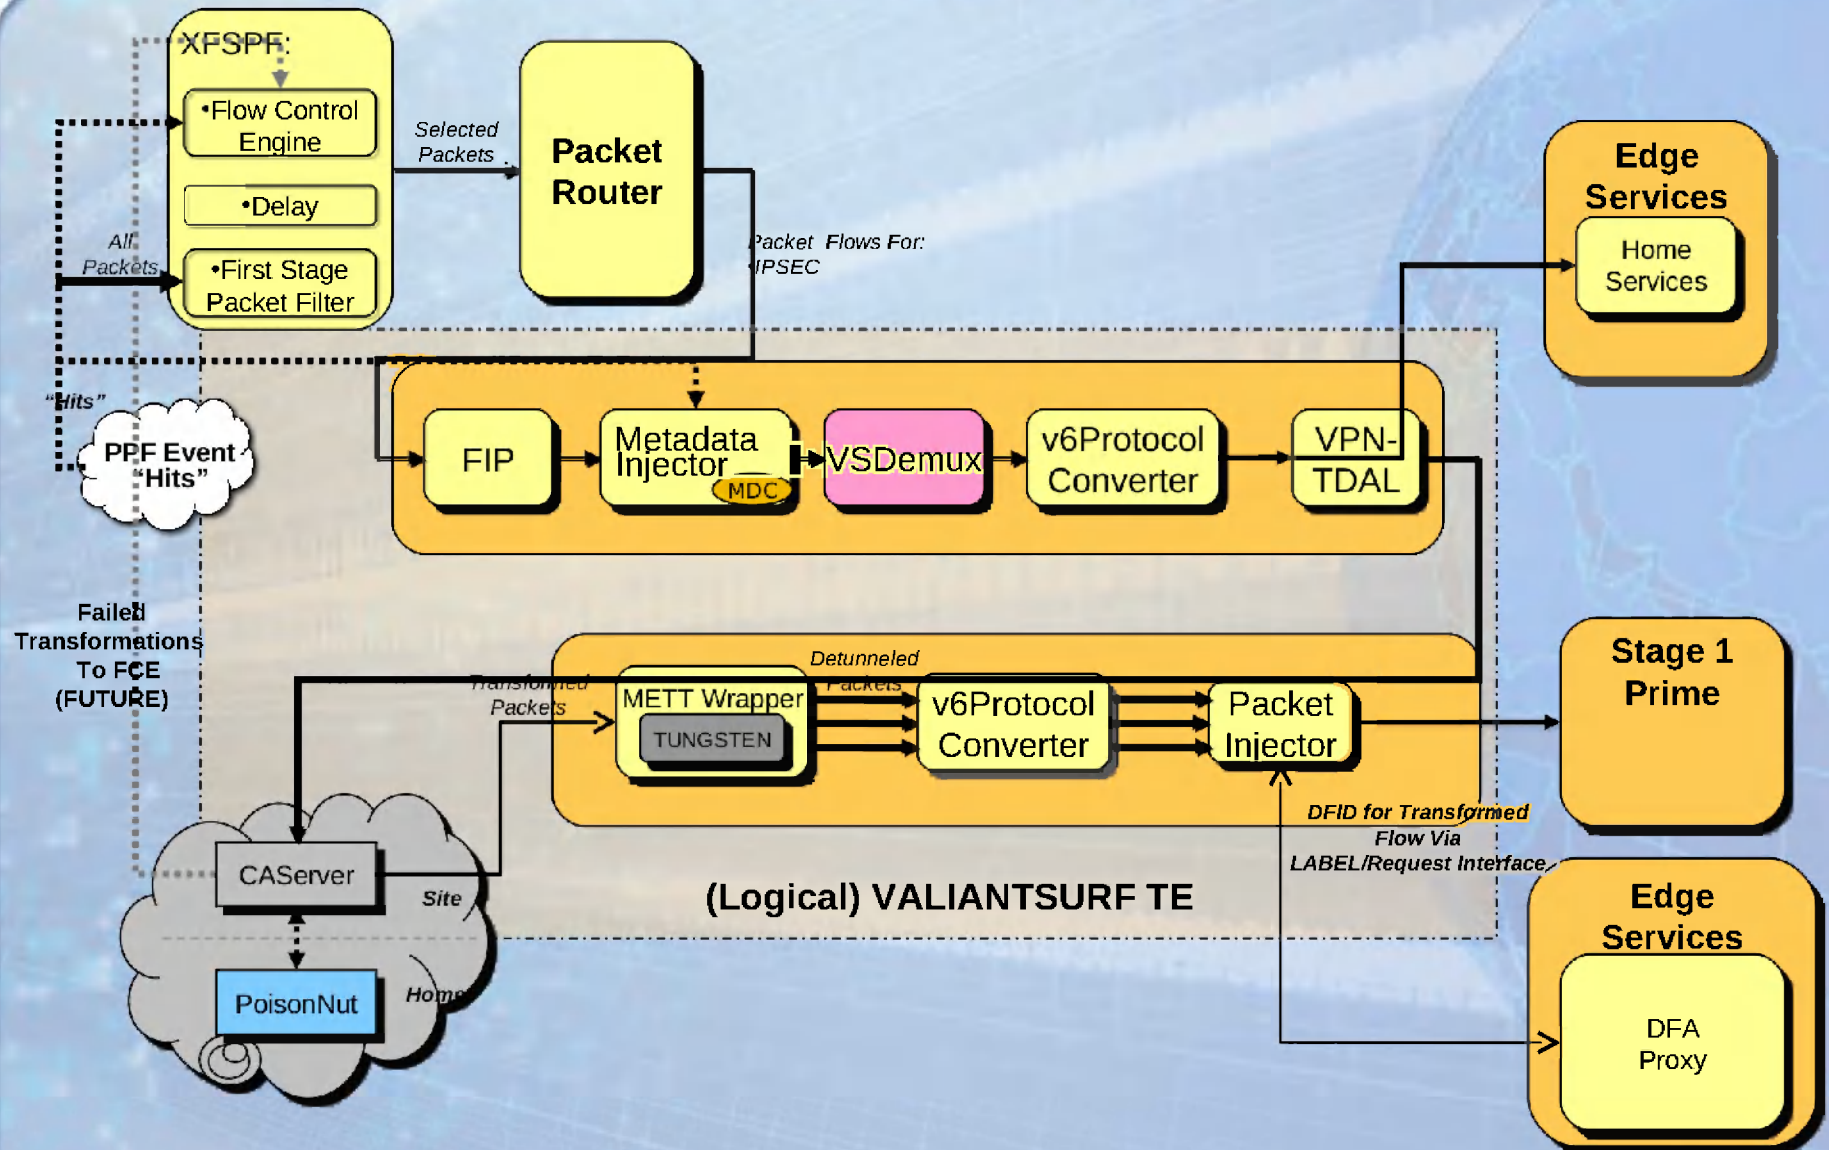 XFSPF:
•Flow Control
Engine
•Delay
•First Stage
Packet Filter
Selected
Packets
Packet
Router
All
Packets
Packet Flows For:
IPSEC
Edge
Services
Home
Services
"Hits"
PPF Event
"Hits"
FIP
Metadata
Injector
MDC
VSDemux
v6Protocol
Converter
VPN-
TDAL
Failed
Transformations
To FCE
(FUTURE)
Transformed
Packets
METT Wrapper
TUNGSTEN
Detunneled
Packets
v6Protocol
Converter
Packet
Injector
Stage 1
Prime
DFID for Transformed
Flow Via
LABEL/Request Interface
CAServer
Site
(Logical) VALIANTSURF TE
PoisonNut
Home
Edge
Services
DFA
Proxy